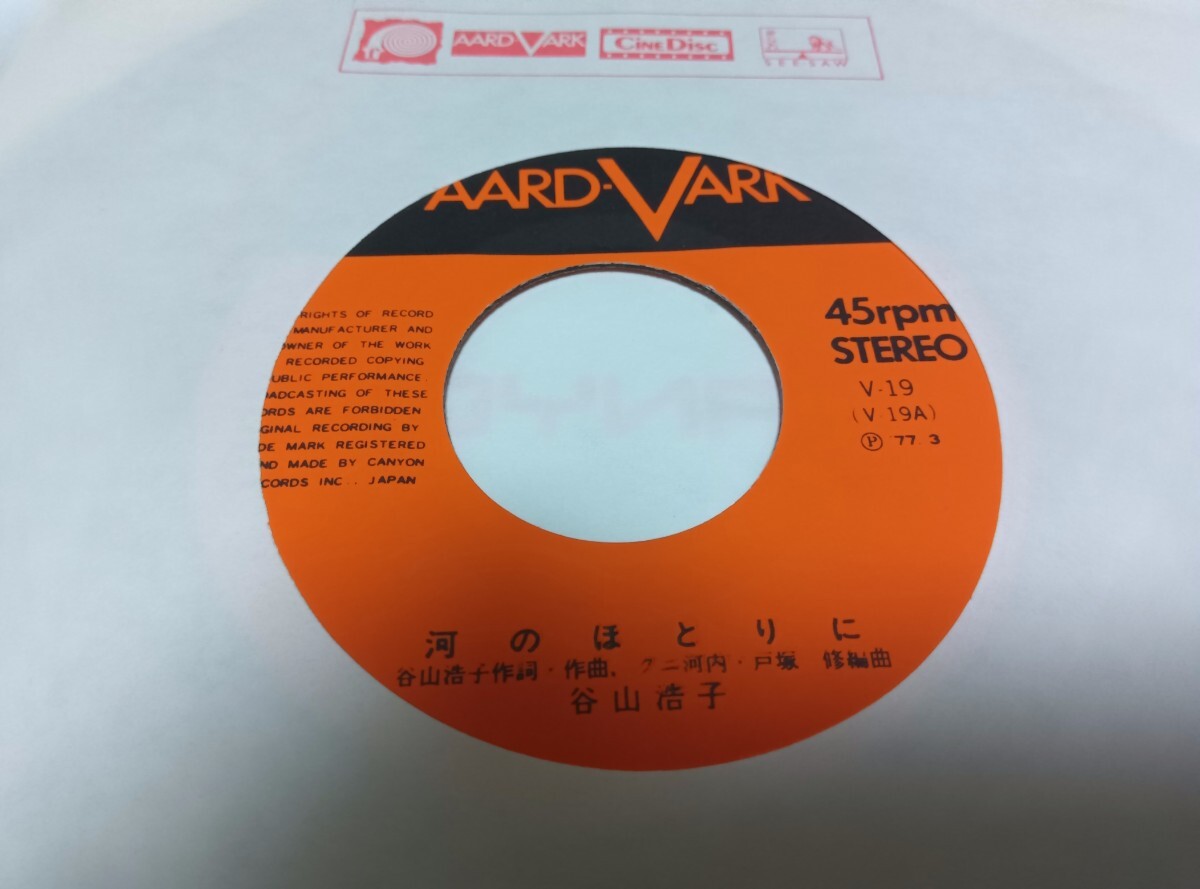 AARD VARK CINEDISC SEESAW
AARD-VARK
RIGHTS OF RECORD
MANUFACTURER AND
OWNER OF THE WORK
RECORDED COPYING
UBLIC PERFORMANCE.
OADCASTING OF THESE
ORDS ARE FORBIDDEN
GINAL RECORDING BY
DE MARK REGISTERED
ND MADE BY CANYON
CORDS INC. JAPAN
45rpm
STEREO
V-19
(V-19A)
Ⓟ '77. 3
河のほとりに
谷山浩子作詞・作曲、クニ河内・戸塚 修編曲
谷山浩子